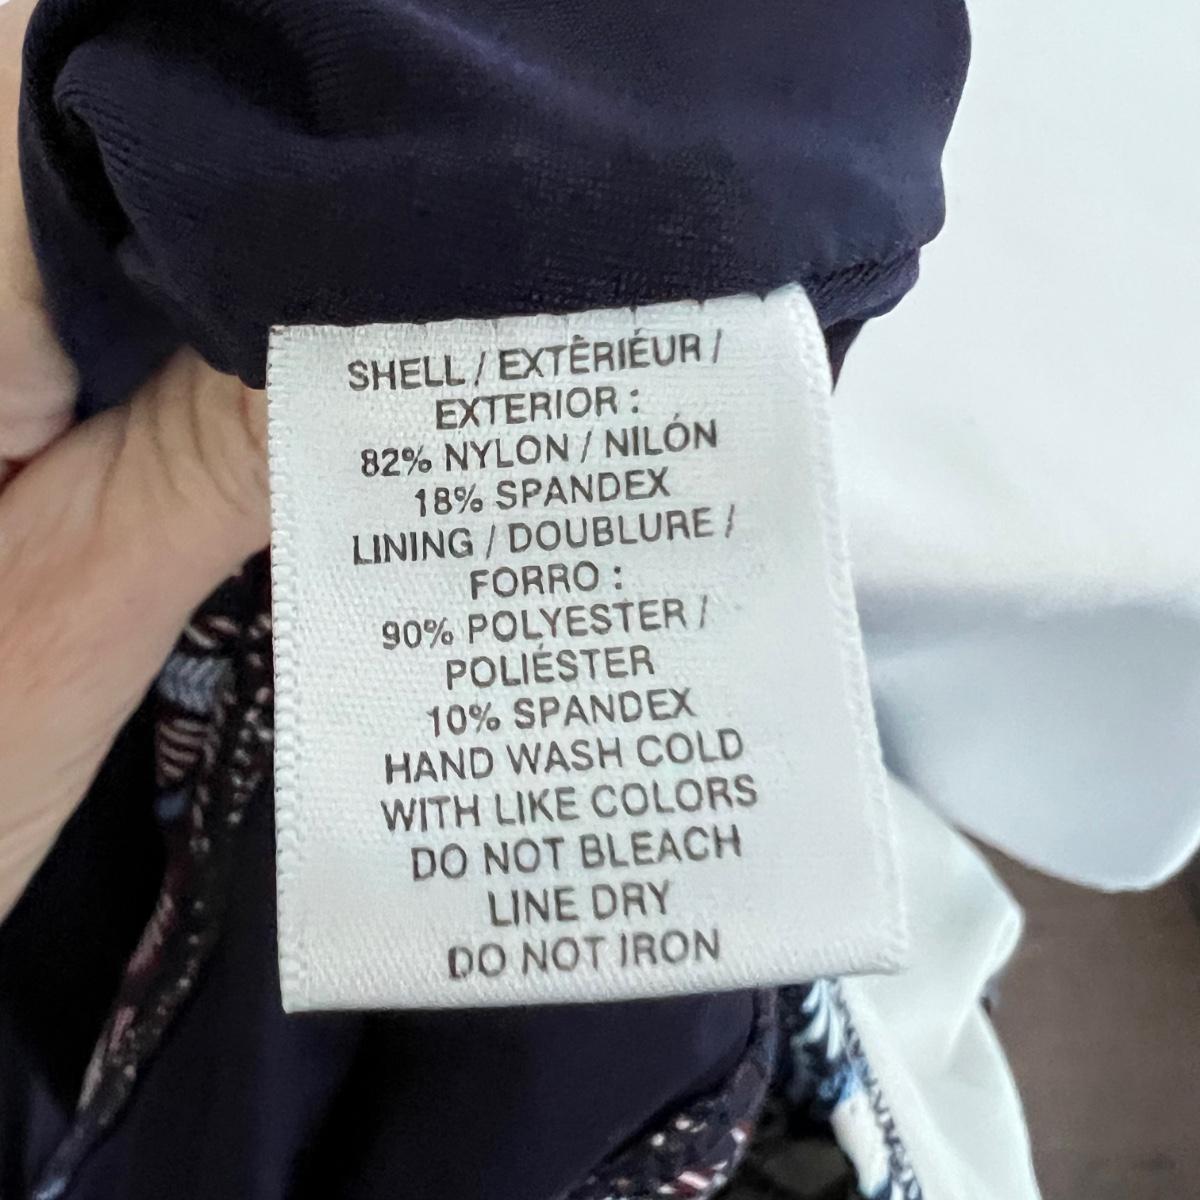 SHELL / EXTÊRIÉUR /
EXTERIOR :
82% NYLON / NILÓN
18% SPANDEX
LINING / DOUBLURE /
FORRO :
90% POLYESTER /
POLIÉSTER
10% SPANDEX
HAND WASH COLD
WITH LIKE COLORS
DO NOT BLEACH
LINE DRY
DO NOT IRON